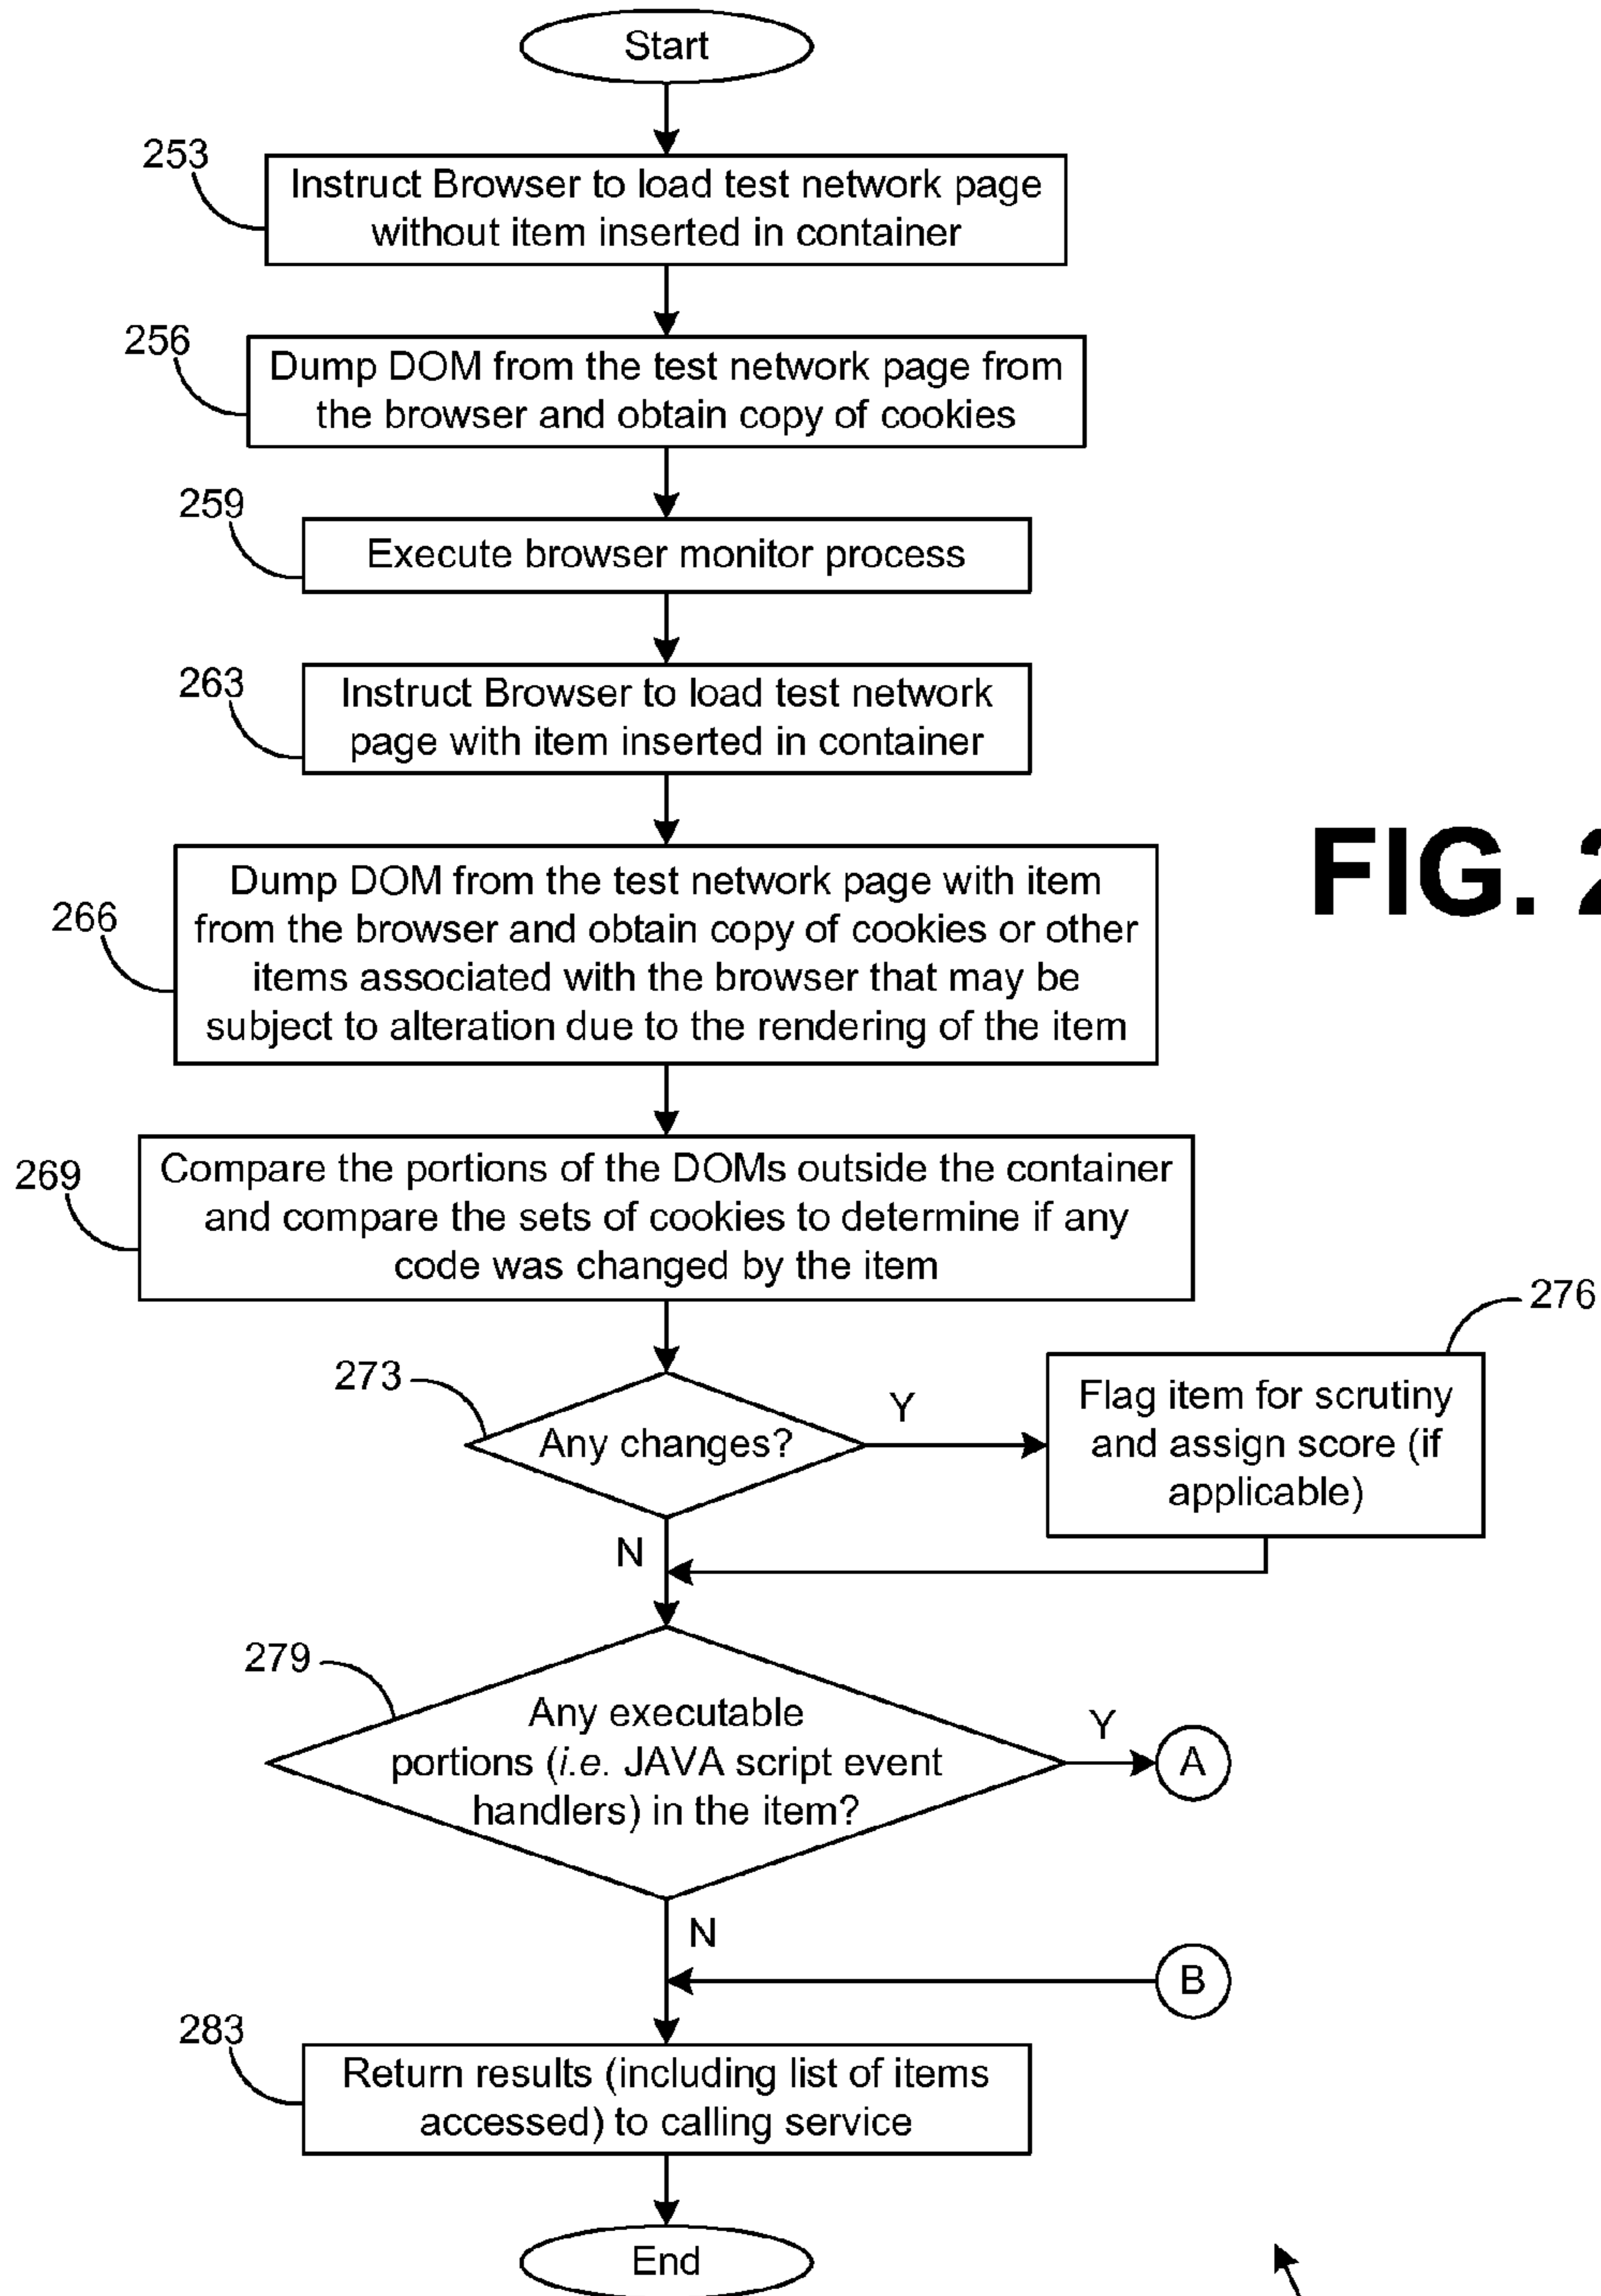 Start
253
Instruct Browser to load test network page
without item inserted in container
256
Dump DOM from the test network page from
the browser and obtain copy of cookies
259
Execute browser monitor process
263
Instruct Browser to load test network
page with item inserted in container
FIG.
266
Dump DOM from the test network page with item
from the browser and obtain copy of cookies or other
items associated with the browser that may be
subject to alteration due to the rendering of the item
269
Compare the portions of the DOMs outside the container
and compare the sets of cookies to determine if any
code was changed by the item
276
273
Any changes?
Y
Flag item for scrutiny
and assign score (if
applicable)
N
279
Any executable
portions (i.e. JAVA script event
handlers) in the item?
Y
A
N
B
283
Return results (including list of items
accessed) to calling service
End